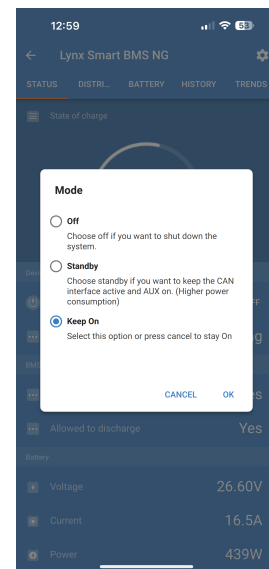 12:59
53
Lynx Smart BMS NG
STATUS DISTRI... BATTERY HISTORY TRENDS
State of charge
Mode
Off
Choose off if you want to shut down the
system.
Standby
Choose standby if you want to keep the CAN
interface active and AUX on. (Higher power
consumption)
Keep On
Select this option or press cancel to stay On
CANCEL OK
Allowed to discharge Yes
Battery
Voltage 26.60V
Current 16.5A
Power 439W